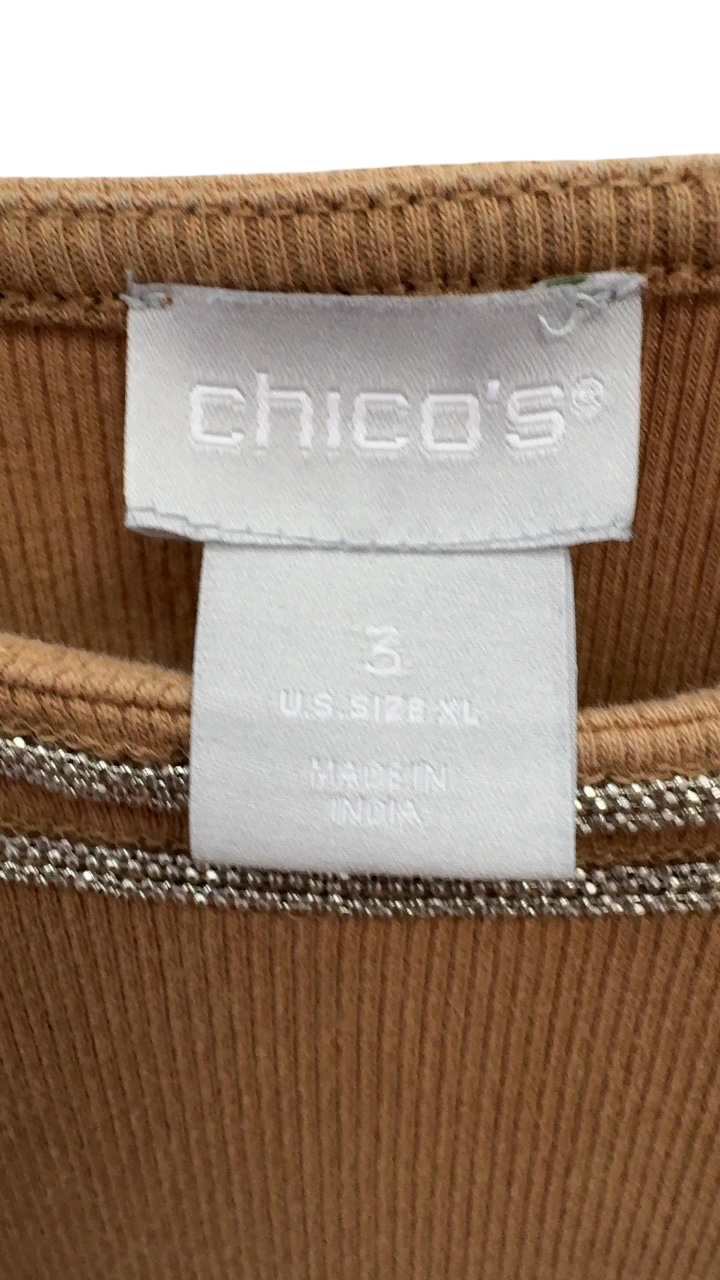 chico's®
3
U.S. SIZE XL
MADE IN
INDIA